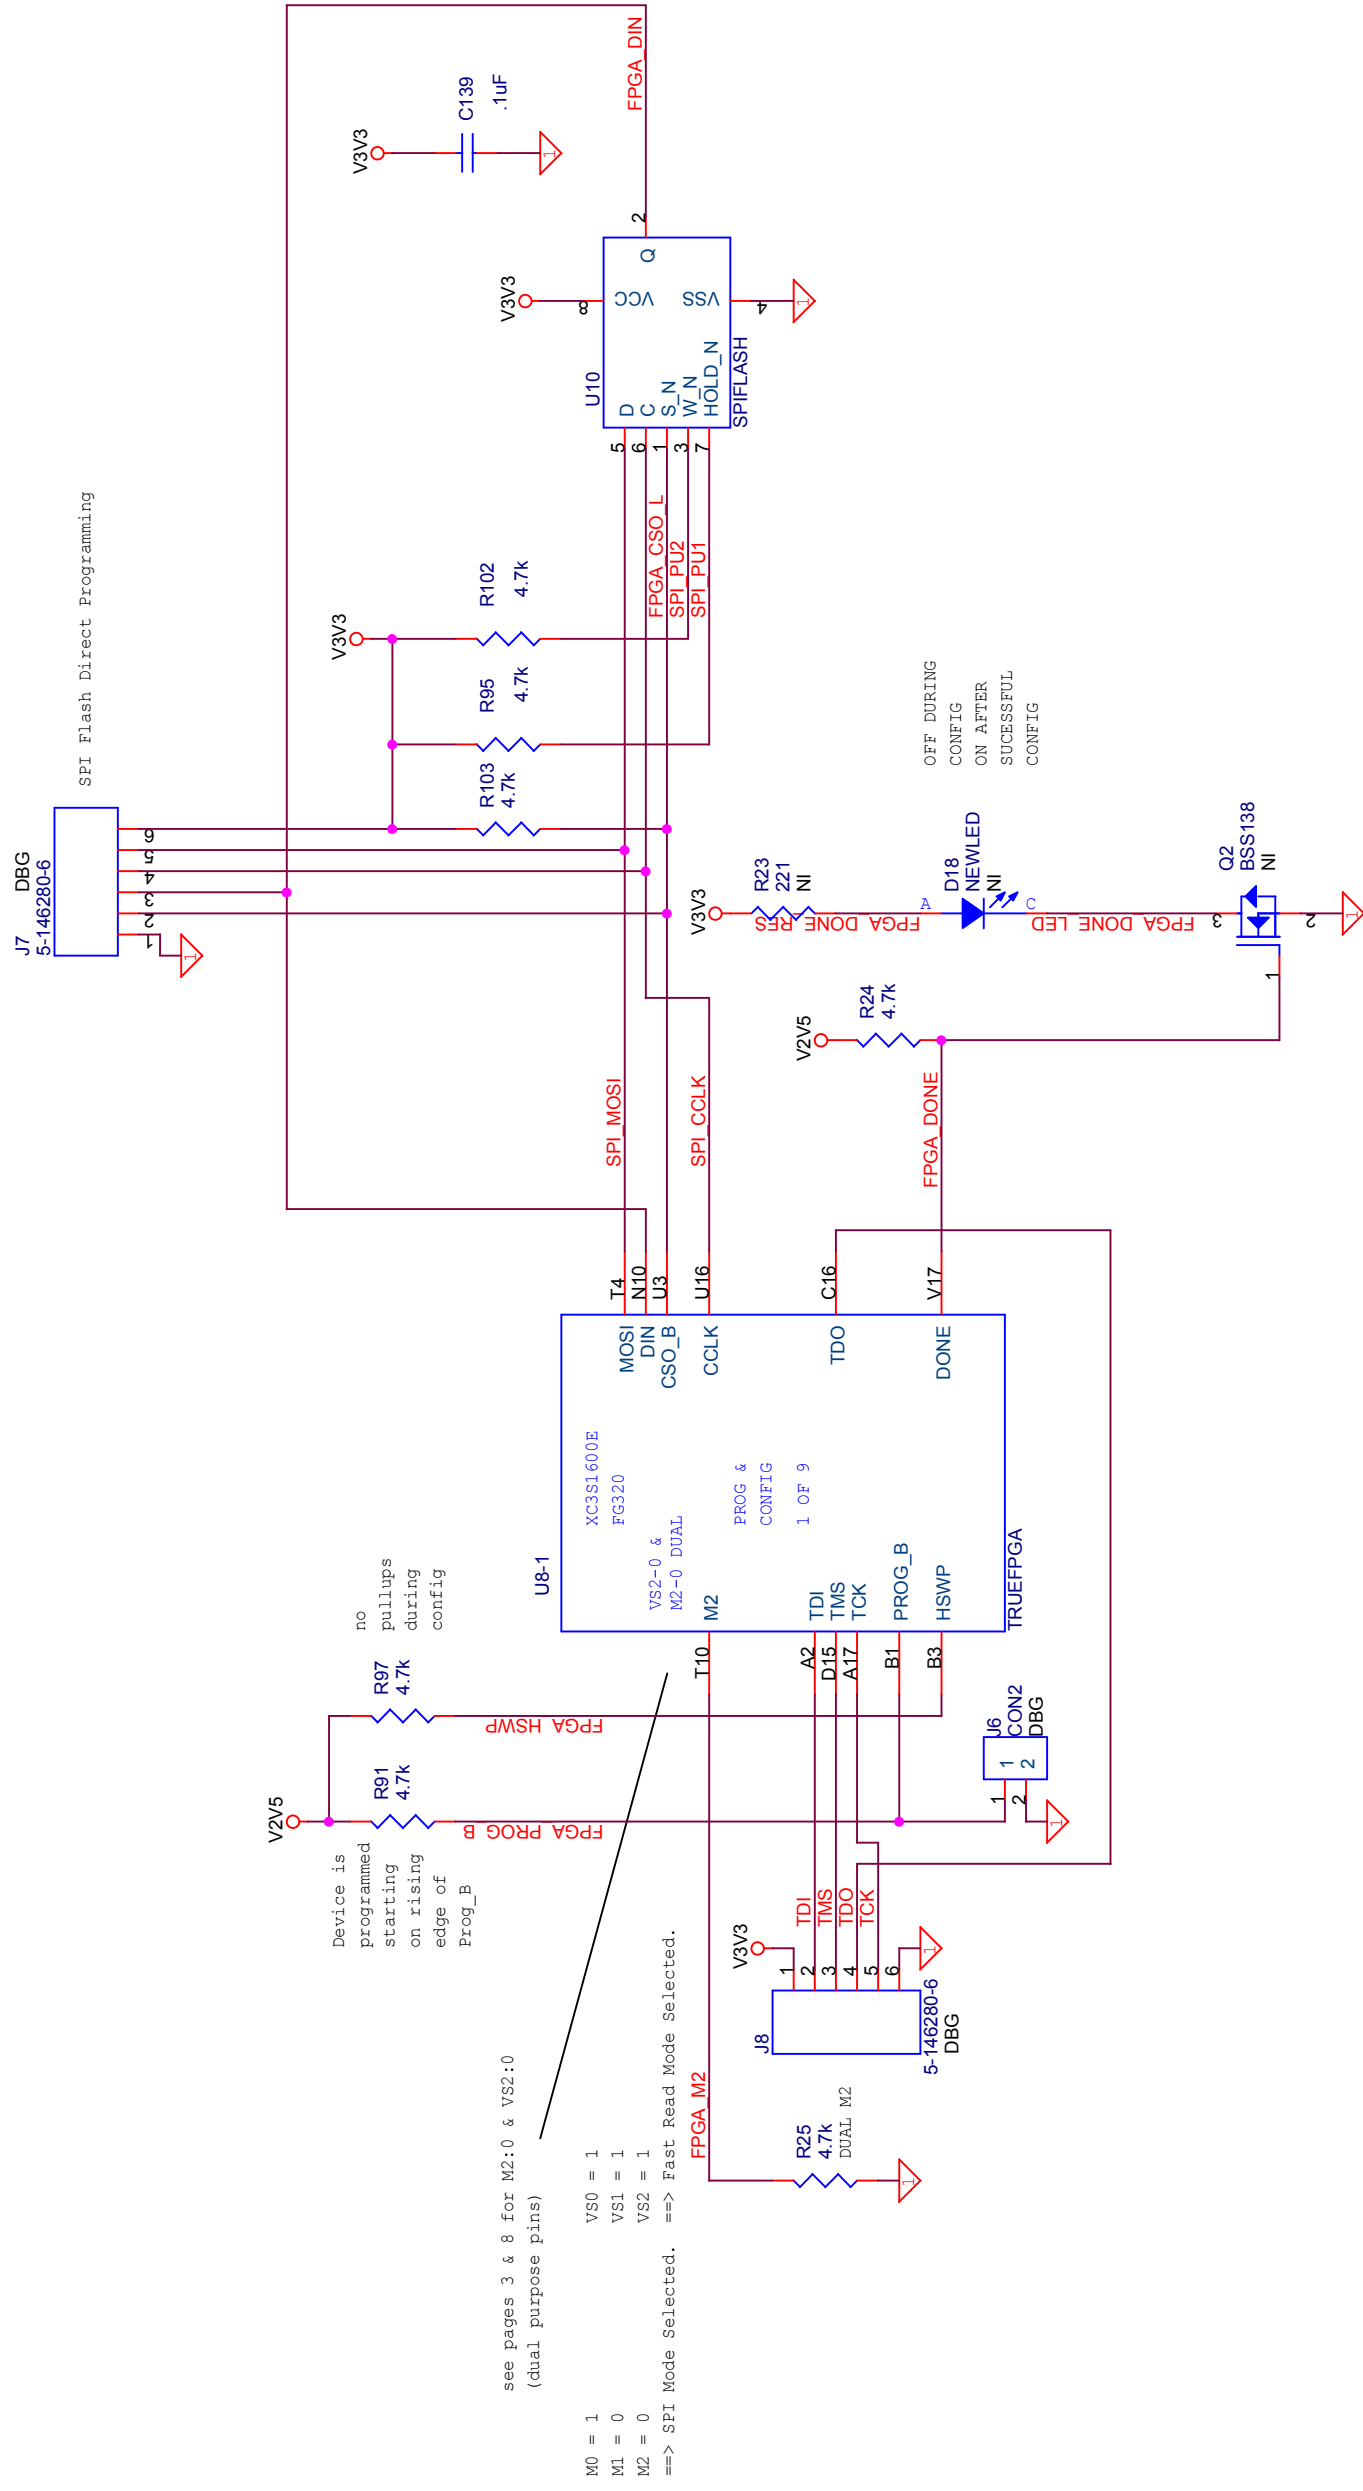 J7
DBG
5-146280-6
SPI Flash Direct Programming
1
2
3
4
5
6
1
V3V3
C139
.1uF
1
FPGA_DIN
V3V3
R103
4.7k
R95
4.7k
R102
4.7k
V3V3
8
U10
D
C
S_N
W_N
HOLD_N
VCC
VSS
Q
2
4
1
SPIFLASH
5
6
1
3
7
FPGA_CSO_L
SPI_PU2
SPI_PU1
SPI_MOSI
SPI_CCLK
V2V5
R91
4.7k
R97
4.7k
no
pullups
during
config
Device is
programmed
starting
on rising
edge of
Prog_B
FPGA_PROG_B
FPGA_HSWP
see pages 3 & 8 for M2:0 & VS2:0
(dual purpose pins)
M0 = 1
VS0 = 1
M1 = 0
VS1 = 1
M2 = 0
VS2 = 1
==> SPI Mode Selected.
==> Fast Read Mode Selected.
U8-1
XC3S1600E
FG320
VS2-0 &
M2-0 DUAL
PROG &
CONFIG
1 OF 9
M2
TDI
TMS
TCK
PROG_B
HSWP
MOSI
DIN
CSO_B
CCLK
TDO
DONE
TRUEFPGA
T10
A2
D15
A17
B1
B3
T4
N10
U3
U16
C16
V17
FPGA_M2
R25
4.7k
DUAL M2
1
V3V3
J8
1
2
3
4
5
6
5-146280-6
DBG
1
TDI
TMS
TDO
TCK
J6
CON2
DBG
1
2
1
2
1
V3V3
R23
221
NI
FPGA_DONE_RES
A
D18
NEWLED
NI
C
FPGA_DONE_LED
OFF DURING
CONFIG
ON AFTER
SUCESSFUL
CONFIG
V2V5
R24
4.7k
FPGA_DONE
Q2
BSS138
NI
3
1
2
1